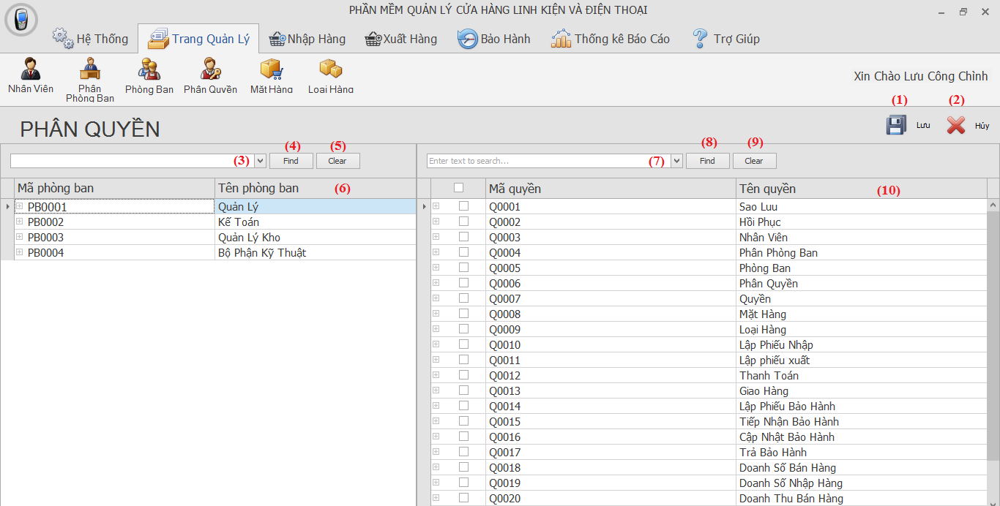 PHẦN MỀM QUẢN LÝ CỬA HÀNG LINH KIỆN VÀ ĐIỆN THOẠI
Hệ Thống Trang Quản Lý Nhập Hàng Xuất Hàng Bảo Hành Thống kê Báo Cáo Trợ Giúp
Nhân Viên Phân Phòng Ban Phòng Ban Phân Quyền Mặt Hàng Loại Hàng
Xin Chào Lưu Công Chình
(1) (2)
PHÂN QUYỀN Lưu Hủy
(4) (5) (8) (9)
(3) Find Clear Enter text to search... (7) Find Clear
Mã phòng ban Tên phòng ban (6) Mã quyền Tên quyền (10)
PB0001 Quản Lý Q0001 Sao Luu
PB0002 Kế Toán Q0002 Hồi Phục
PB0003 Quản Lý Kho Q0003 Nhân Viên
PB0004 Bộ Phận Kỹ Thuật Q0004 Phân Phòng Ban
Q0005 Phòng Ban
Q0006 Phân Quyền
Q0007 Quyền
Q0008 Mặt Hàng
Q0009 Loại Hàng
Q0010 Lập Phiếu Nhập
Q0011 Lập phiếu xuất
Q0012 Thanh Toán
Q0013 Giao Hàng
Q0014 Lập Phiếu Bảo Hành
Q0015 Tiếp Nhận Bảo Hành
Q0016 Cập Nhật Bảo Hành
Q0017 Trả Bảo Hành
Q0018 Doanh Số Bán Hàng
Q0019 Doanh Số Nhập Hàng
Q0020 Doanh Thu Bán Hàng